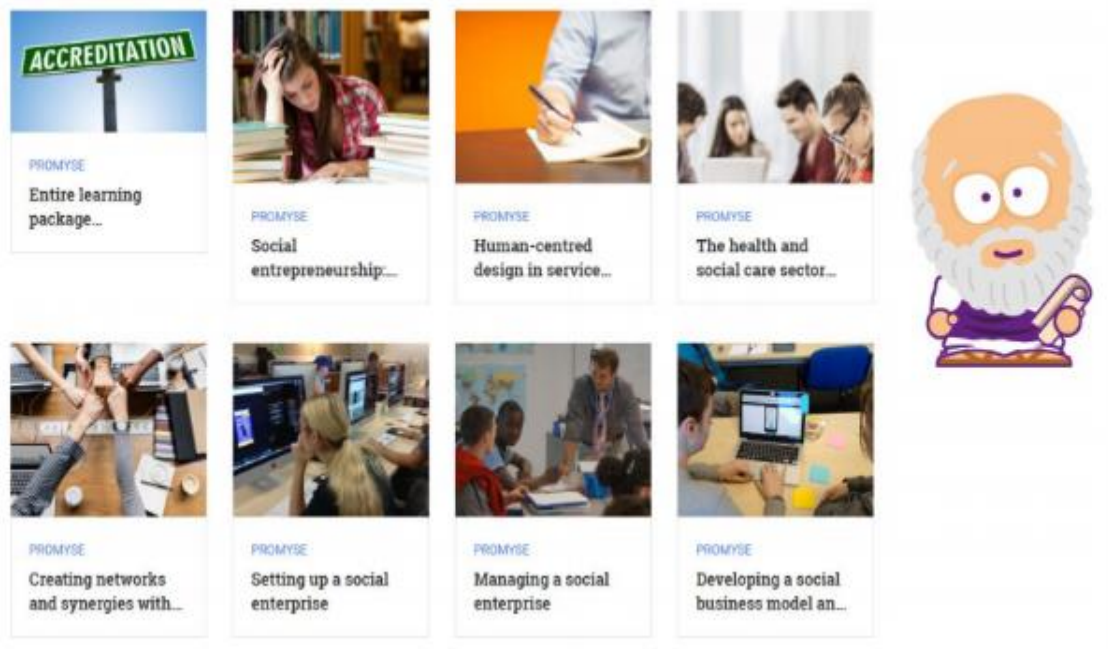 ACCREDITATION
PROMYSE
Entire learning
package...
PROMYSE
Social
entrepreneurship:...
PROMYSE
Human-centred
design in service...
PROMYSE
The health and
social care sector...
PROMYSE
Creating networks
and synergies with...
PROMYSE
Setting up a social
enterprise
PROMYSE
Managing a social
enterprise
PROMYSE
Developing a social
business model an...